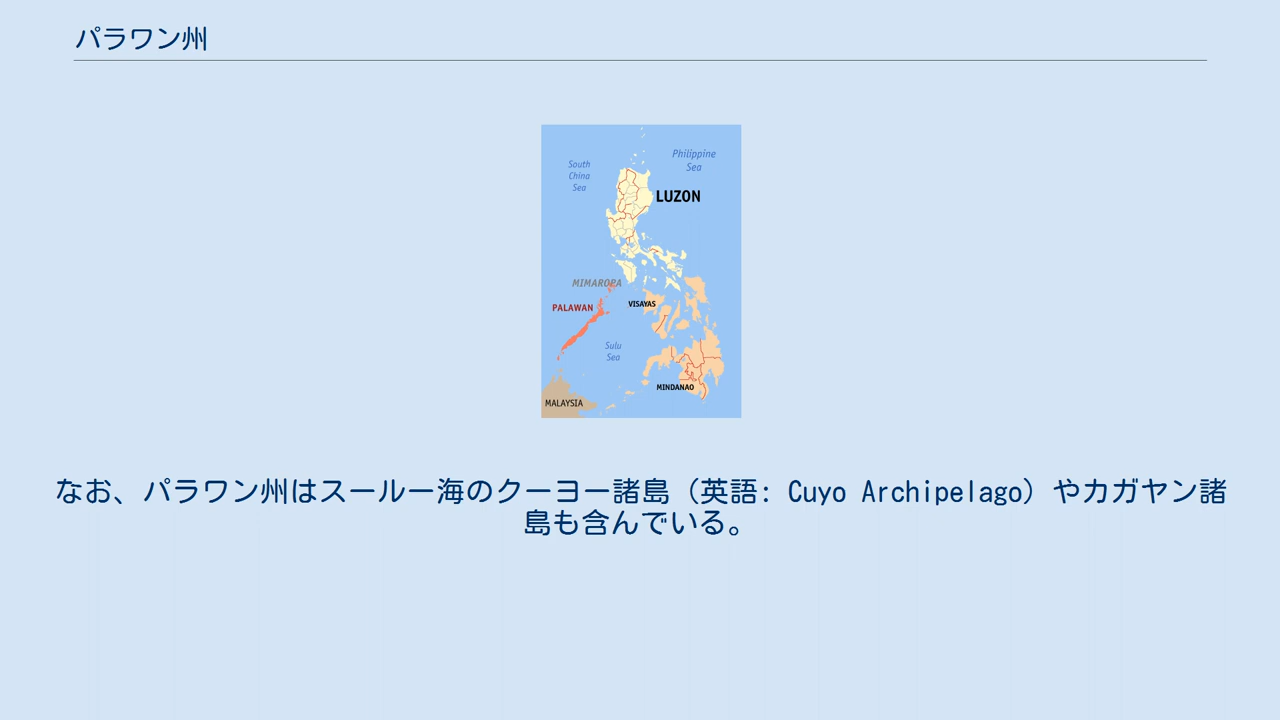 パラワン州
South
China
Sea
Philippine
Sea
LUZON
MIMAROPA
PALAWAN
VISAYAS
Sulu
Sea
MINDANAO
MALAYSIA
なお、パラワン州はスールー海のクーヨー諸島（英語: Cuyo Archipelago）やカガヤン諸
島も含んでいる。